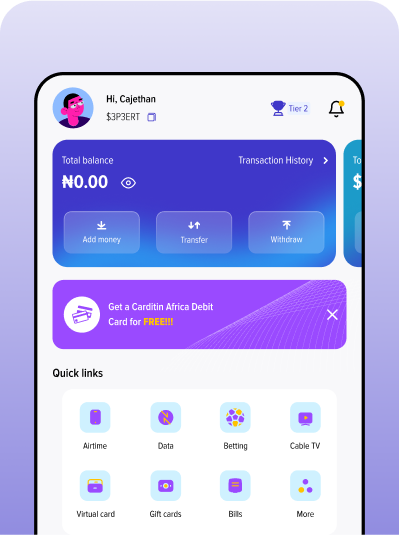 Hi, Cajethan
$3P3ERT
Tier 2
Total balance
Transaction History
₦0.00
To
$
Add money
Transfer
Withdraw
Get a Carditin Africa Debit
Card for FREE!!!
Quick links
Airtime
Data
Betting
Cable TV
Virtual card
Gift cards
Bills
More